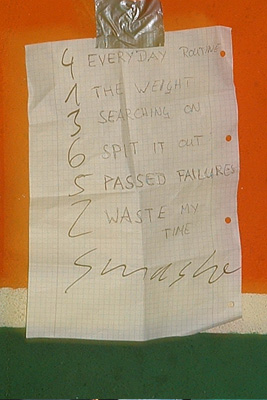 4 EVERYDAY ROUTINE
1 THE WEIGHT
3 SEARCHING ON
6 SPIT IT OUT
5 PASSED FAILURES
2 WASTE MY
TIME